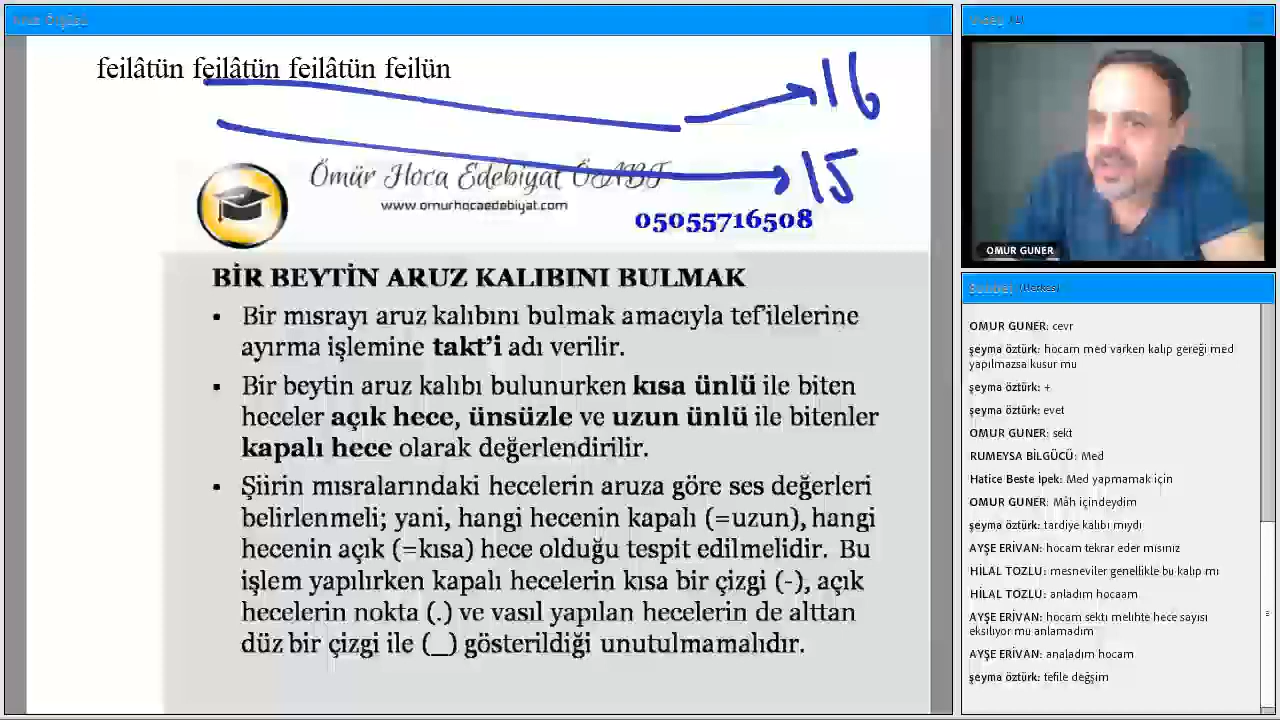 feilâtün feilâtün feilâtün feilün
16
15
Ömür Hoca Edebiyat ÖABT
www.omurhocaedebiyat.com
05055716508
BİR BEYTİN ARUZ KALIBINI BULMAK
▪ Bir mısrayı aruz kalıbını bulmak amacıyla tef'ilelerine
ayırma işlemine takt'i adı verilir.
▪ Bir beytin aruz kalıbı bulunurken kısa ünlü ile biten
heceler açık hece, ünsüzle ve uzun ünlü ile bitenler
kapalı hece olarak değerlendirilir.
▪ Şiirin mısralarındaki hecelerin aruza göre ses değerleri
belirlenmeli; yani, hangi hecenin kapalı (=uzun), hangi
hecenin açık (=kısa) hece olduğu tespit edilmelidir. Bu
işlem yapılırken kapalı hecelerin kısa bir çizgi (-), açık
hecelerin nokta (.) ve vasıl yapılan hecelerin de alttan
düz bir çizgi ile (_) gösterildiği unutulmamalıdır.
OMUR GUNER
(Herkes)
OMUR GUNER: cevr
şeyma öztürk: hocam med varken kalıp gereği med
yapılmazsa kusur mu
şeyma öztürk: +
şeyma öztürk: evet
OMUR GUNER: sekt
RUMEYSA BİLGÜCÜ: Med
Hatice Beste ipek: Med yapmamak için
OMUR GUNER: Mâh içindeydim
şeyma öztürk: tardiye kalıbı mıydı
AYŞE ERİVAN: hocam tekrar eder misiniz
HİLAL TOZLU: mesneviler genellikle bu kalıp mı
HİLAL TOZLU: anladım hocaam
AYŞE ERİVAN: hocam sekti melihte hece sayısı
eksiliyor mu anlamadım
AYŞE ERİVAN: analadım hocam
şeyma öztürk: tefile değşim